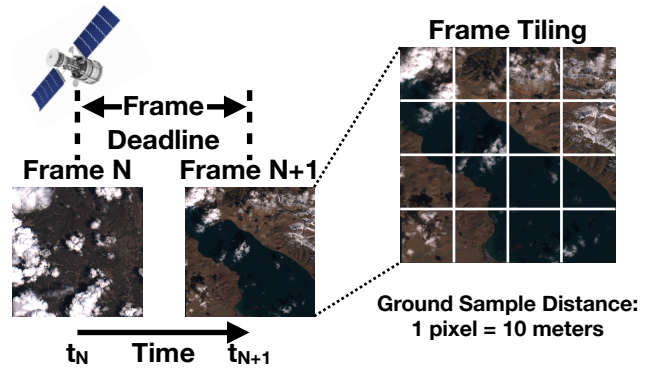 Frame Tiling
Frame
Deadline
Frame N
Frame N+1
Ground Sample Distance:
1 pixel = 10 meters
tN
Time
tN+1